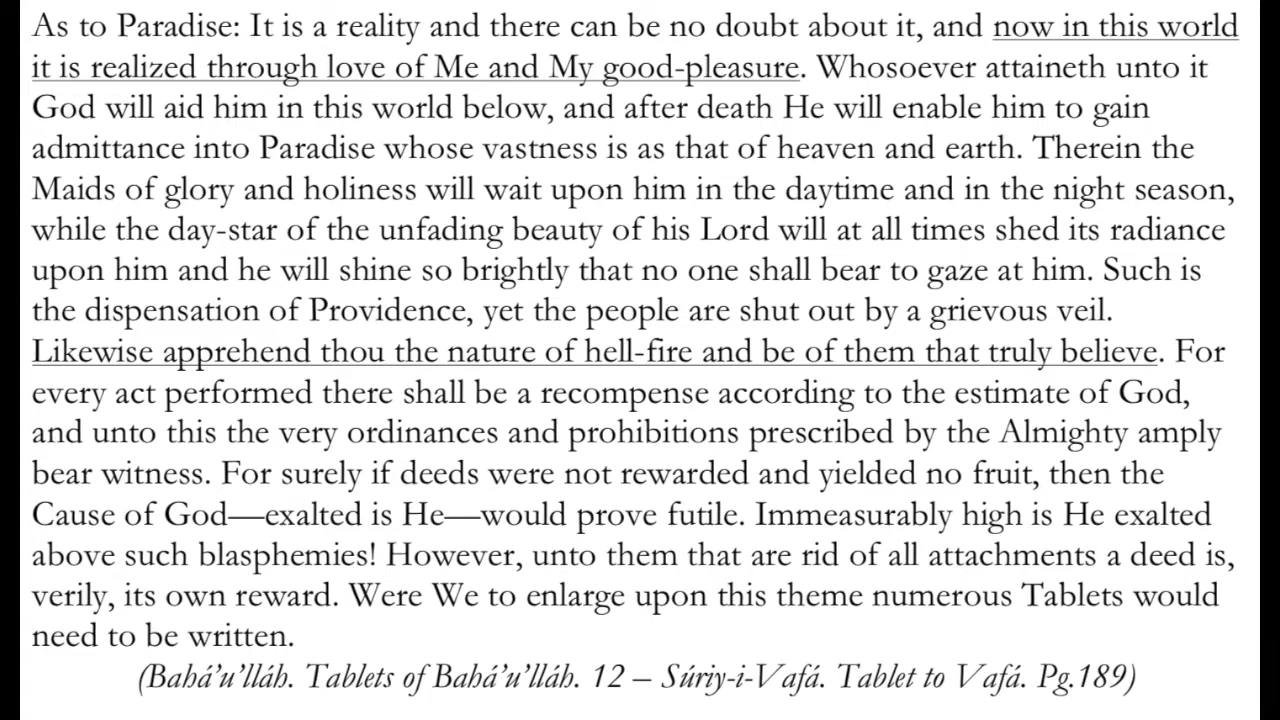 As to Paradise: It is a reality and there can be no doubt about it, and now in this world
it is realized through love of Me and My good-pleasure. Whosoever attaineth unto it
God will aid him in this world below, and after death He will enable him to gain
admittance into Paradise whose vastness is as that of heaven and earth. Therein the
Maids of glory and holiness will wait upon him in the daytime and in the night season,
while the day-star of the unfading beauty of his Lord will at all times shed its radiance
upon him and he will shine so brightly that no one shall bear to gaze at him. Such is
the dispensation of Providence, yet the people are shut out by a grievous veil.
Likewise apprehend thou the nature of hell-fire and be of them that truly believe. For
every act performed there shall be a recompense according to the estimate of God,
and unto this the very ordinances and prohibitions prescribed by the Almighty amply
bear witness. For surely if deeds were not rewarded and yielded no fruit, then the
Cause of God—exalted is He—would prove futile. Immeasurably high is He exalted
above such blasphemies! However, unto them that are rid of all attachments a deed is,
verily, its own reward. Were We to enlarge upon this theme numerous Tablets would
need to be written.
(Bahá’u’lláh. Tablets of Bahá’u’lláh. 12 – Súriy-i-Vafá. Tablet to Vafá. Pg.189)